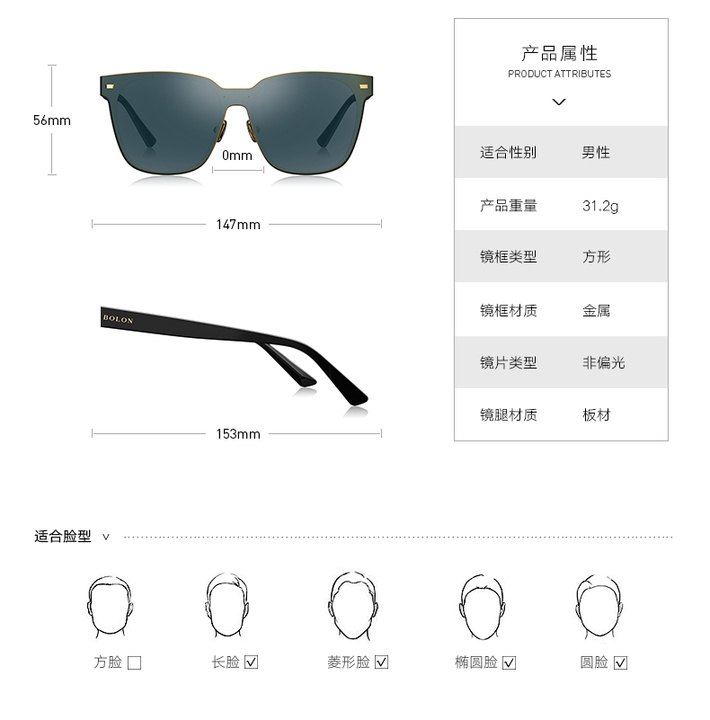 56mm
0mm
147mm
BOLON
153mm
产品属性
PRODUCT ATTRIBUTES
适合性别 男性
产品重量 31.2g
镜框类型 方形
镜框材质 金属
镜片类型 非偏光
镜腿材质 板材
适合脸型
方脸
长脸
菱形脸
椭圆脸
圆脸